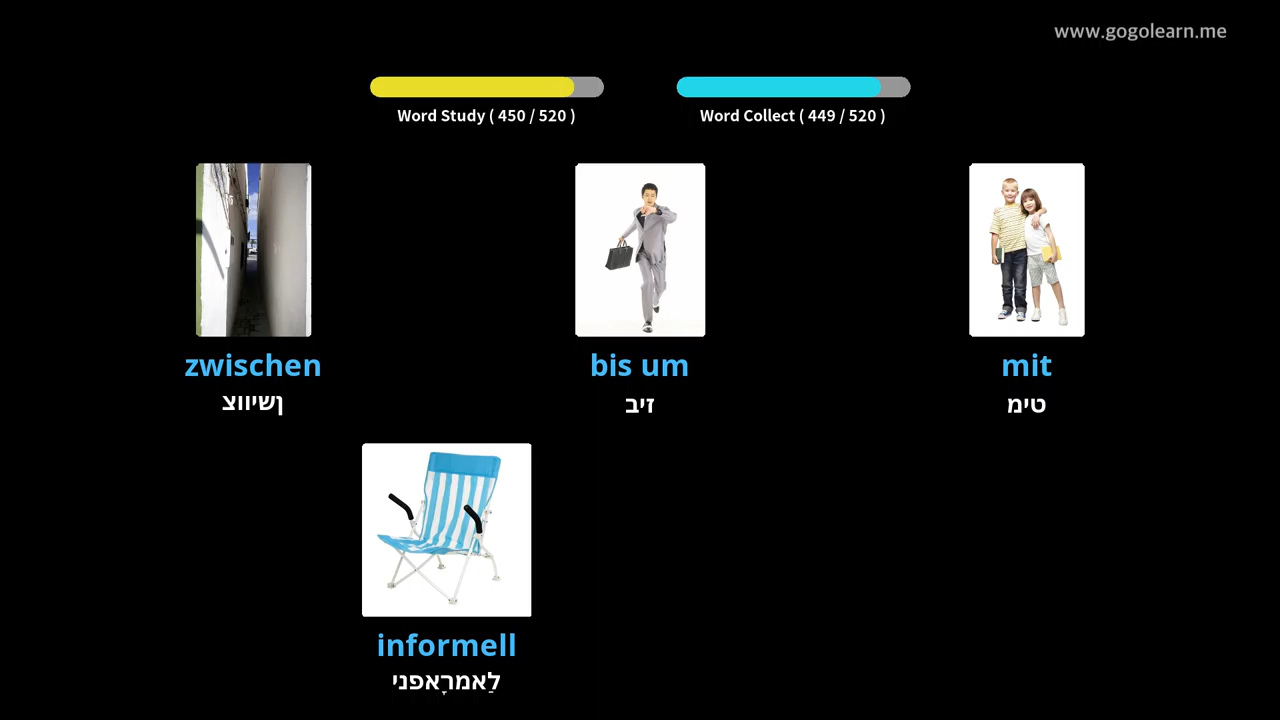 www.gogolearn.me
Word Study ( 450 / 520 )
Word Collect ( 449 / 520 )
zwischen
ןשיווצ
bis um
זיב
mit
טימ
informell
לַאמרָאפניי